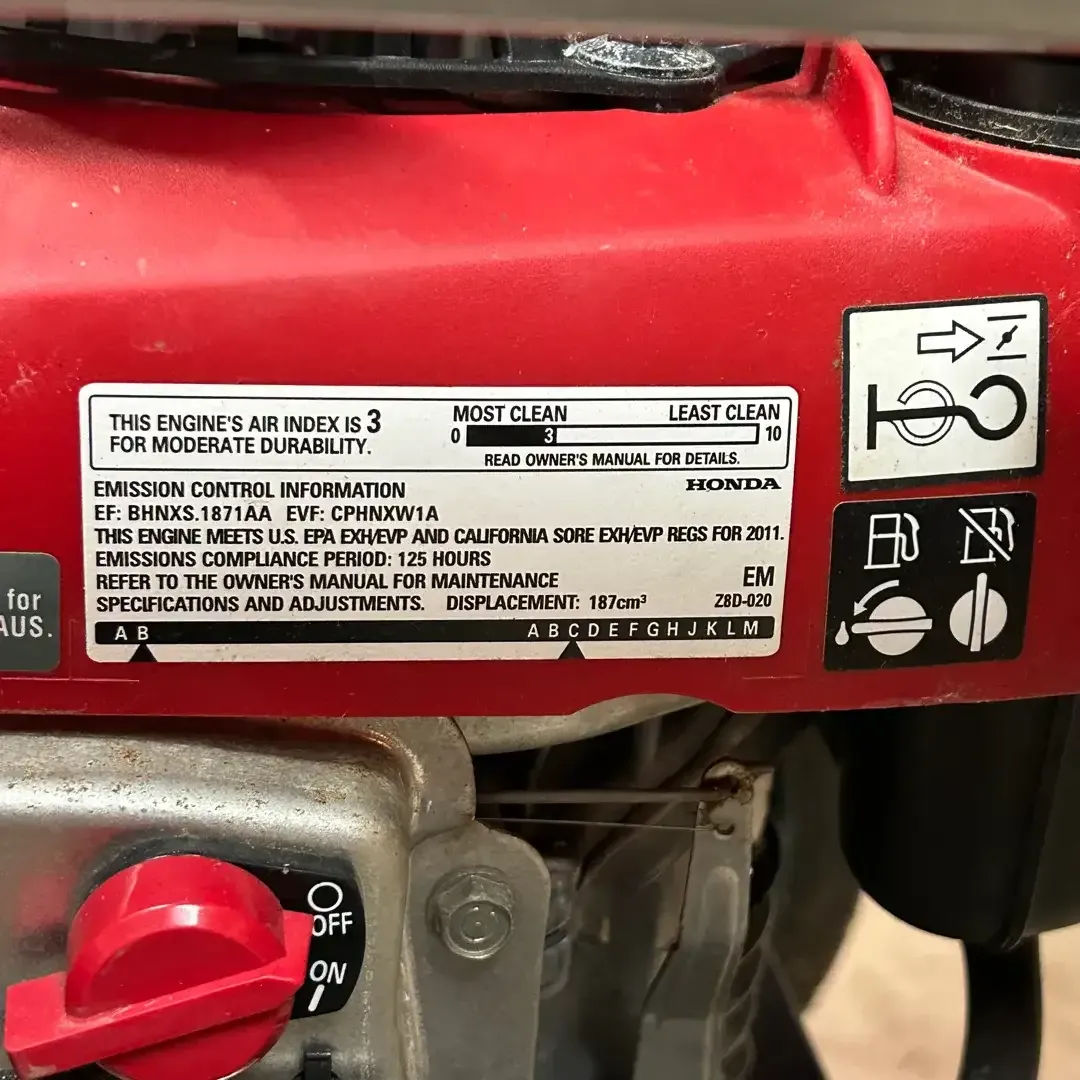 THIS ENGINE'S AIR INDEX IS 3
FOR MODERATE DURABILITY.
MOST CLEAN LEAST CLEAN
0 3 10
READ OWNER'S MANUAL FOR DETAILS.
EMISSION CONTROL INFORMATION
HONDA
EF: BHNXS.1871AA EVF: CPHNXW1A
THIS ENGINE MEETS U.S. EPA EXH/EVP AND CALIFORNIA SORE EXH/EVP REGS FOR 2011.
EMISSIONS COMPLIANCE PERIOD: 125 HOURS
REFER TO THE OWNER'S MANUAL FOR MAINTENANCE EM
SPECIFICATIONS AND ADJUSTMENTS. DISPLACEMENT: 187cm³ Z8D-020
A B A B C D E F G H J K L M
for
AUS.
OFF
ON